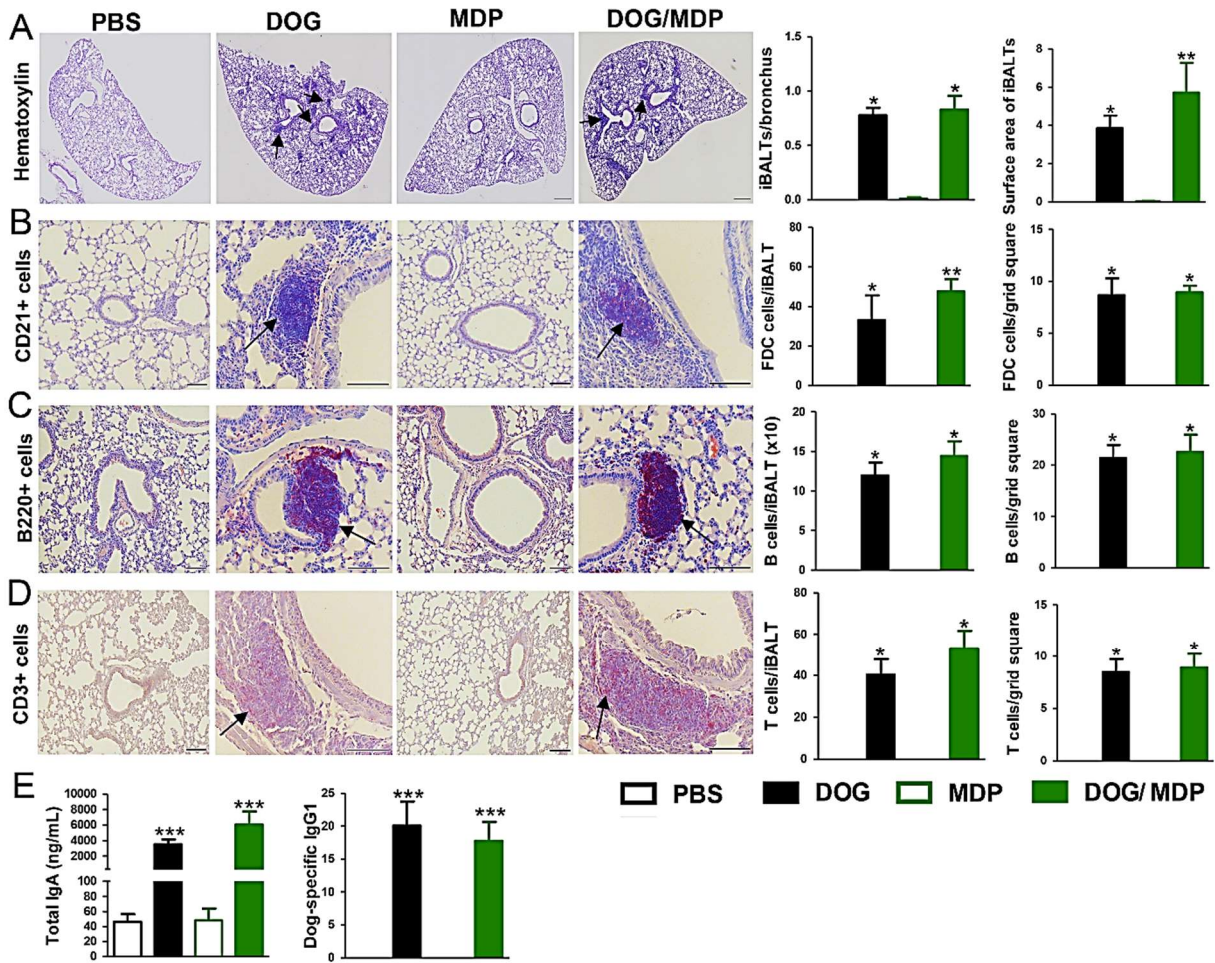 A
PBS
DOG
MDP
DOG/MDP
Hematoxylin
iBALTs/bronchus
1.5
1.0
0.5
0.0
*
*
Surface area of iBALTs
8
6
4
2
0
*
**
B
CD21+ cells
FDC cells/iBALT
60
40
20
0
*
**
FDC cells/grid square
15
10
5
0
*
*
C
B220+ cells
B cells/iBALT (x10)
20
15
10
5
0
*
*
B cells/grid square
30
20
10
0
*
*
D
CD3+ cells
T cells/iBALT
80
60
40
20
0
*
*
T cells/grid square
15
10
5
0
*
*
E
Total IgA (ng/mL)
10000
8000
6000
4000
2000
100
80
60
40
20
0
***
***
Dog-specific IgG1
25
20
15
10
5
0
***
***
PBS
DOG
MDP
DOG/ MDP